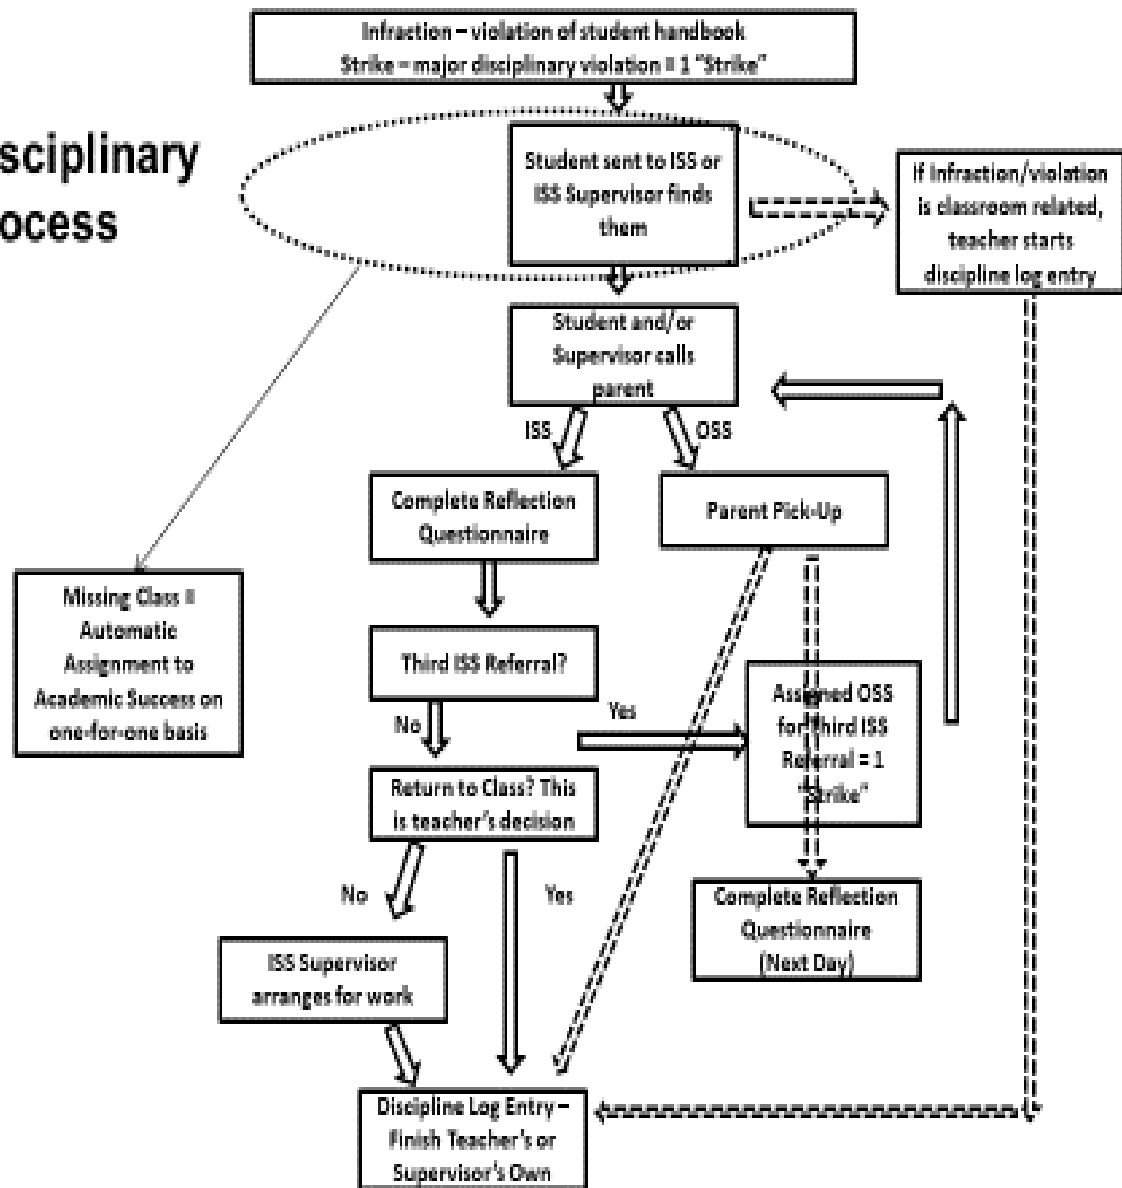 Infraction – violation of student handbook
Strike – major disciplinary violation = 1 "Strike"
sciplinary
ocess
Student sent to ISS or
ISS Supervisor finds
them
If Infraction/violation
is classroom related,
teacher starts
discipline log entry
Student and/or
Supervisor calls
parent
ISS
OSS
Complete Reflection
Questionnaire
Parent Pick-Up
Missing Class =
Automatic
Assignment to
Academic Success on
one-for-one basis
Third ISS Referral?
No
Yes
Assigned OSS
for Third ISS
Referral = 1
"Strike"
Return to Class? This
is teacher's decision
No
Yes
Complete Reflection
Questionnaire
(Next Day)
ISS Supervisor
arranges for work
Discipline Log Entry –
Finish Teacher's or
Supervisor's Own